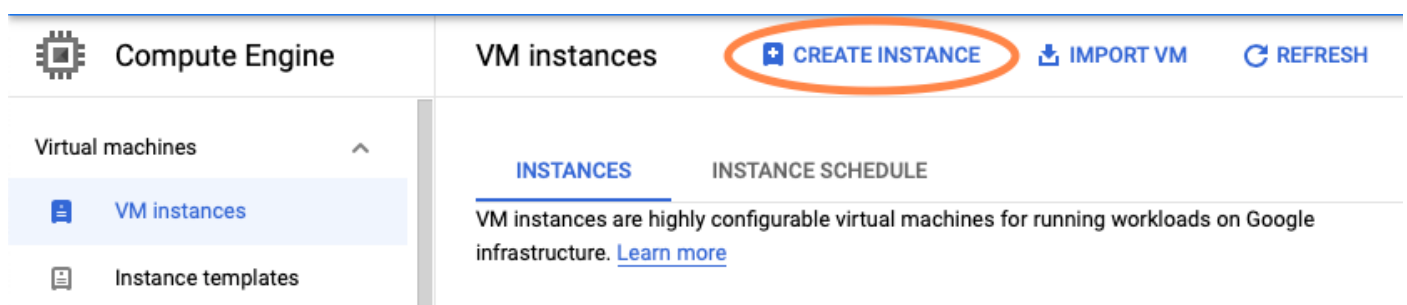 Compute Engine
VM instances
CREATE INSTANCE
IMPORT VM
REFRESH
Virtual machines
VM instances
Instance templates
INSTANCES
INSTANCE SCHEDULE
VM instances are highly configurable virtual machines for running workloads on Google
infrastructure. Learn more